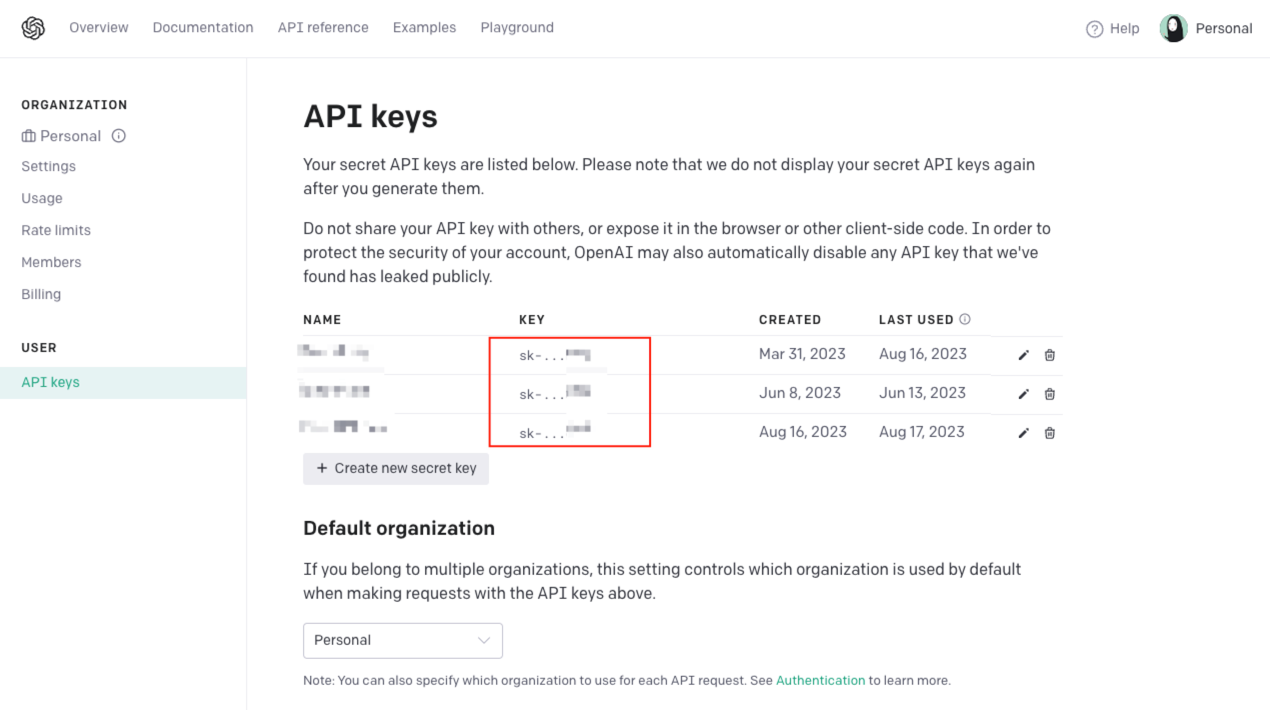 Overview Documentation API reference Examples Playground Help Personal
ORGANIZATION
Personal
Settings
Usage
Rate limits
Members
Billing
USER
API keys
API keys
Your secret API keys are listed below. Please note that we do not display your secret API keys again
after you generate them.
Do not share your API key with others, or expose it in the browser or other client-side code. In order to
protect the security of your account, OpenAI may also automatically disable any API key that we've
found has leaked publicly.
NAME KEY CREATED LAST USED
sk-... Mar 31, 2023 Aug 16, 2023
sk-... Jun 8, 2023 Jun 13, 2023
sk-... Aug 16, 2023 Aug 17, 2023
+ Create new secret key
Default organization
If you belong to multiple organizations, this setting controls which organization is used by default
when making requests with the API keys above.
Personal
Note: You can also specify which organization to use for each API request. See Authentication to learn more.